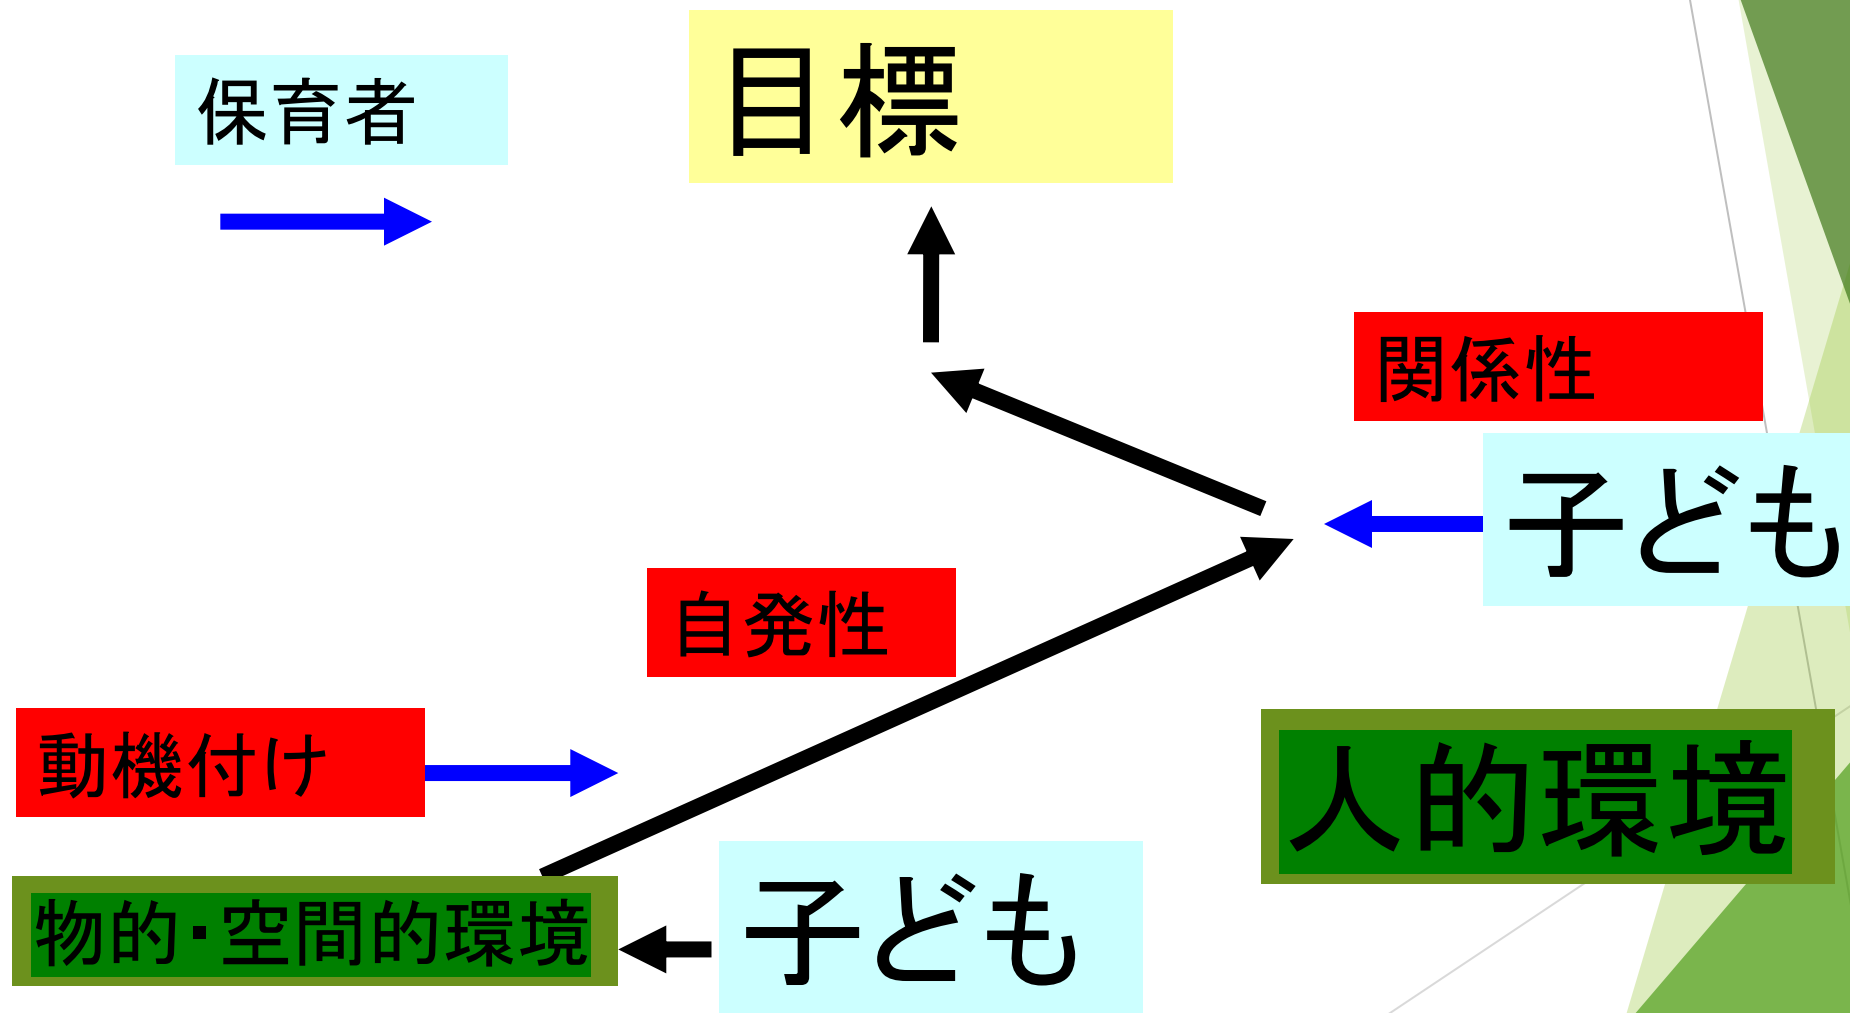 保育者
目標
関係性
子ども
自発性
動機付け
人的環境
物的・空間的環境
子ども